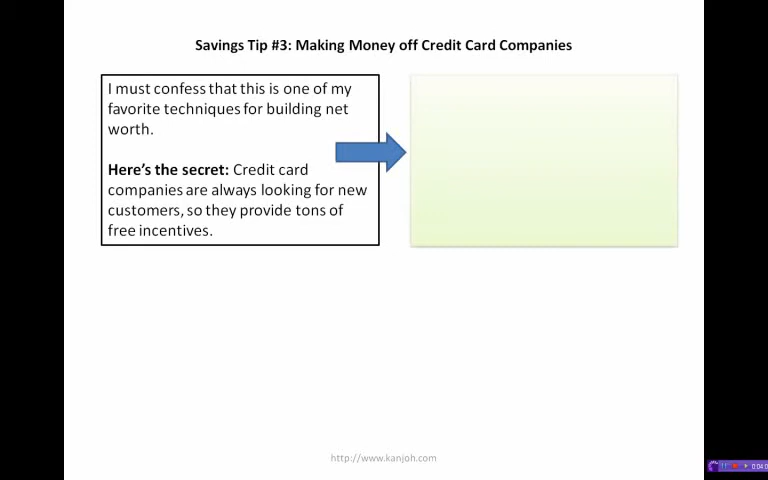 Savings Tip #3: Making Money off Credit Card Companies
I must confess that this is one of my
favorite techniques for building net
worth.
Here's the secret: Credit card
companies are always looking for new
customers, so they provide tons of
free incentives.
http://www.kanjoh.com